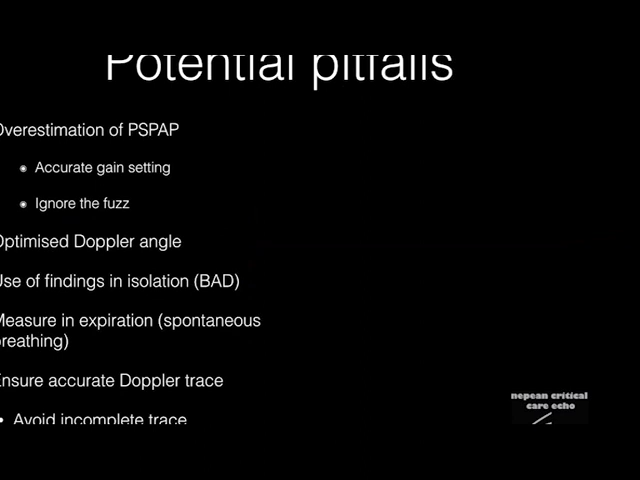 Potential pitfalls
Overestimation of PSPAP
Accurate gain setting
Ignore the fuzz
Optimised Doppler angle
Use of findings in isolation (BAD)
Measure in expiration (spontaneous
breathing)
Ensure accurate Doppler trace
• Avoid incomplete trace
nepean critical
care echo